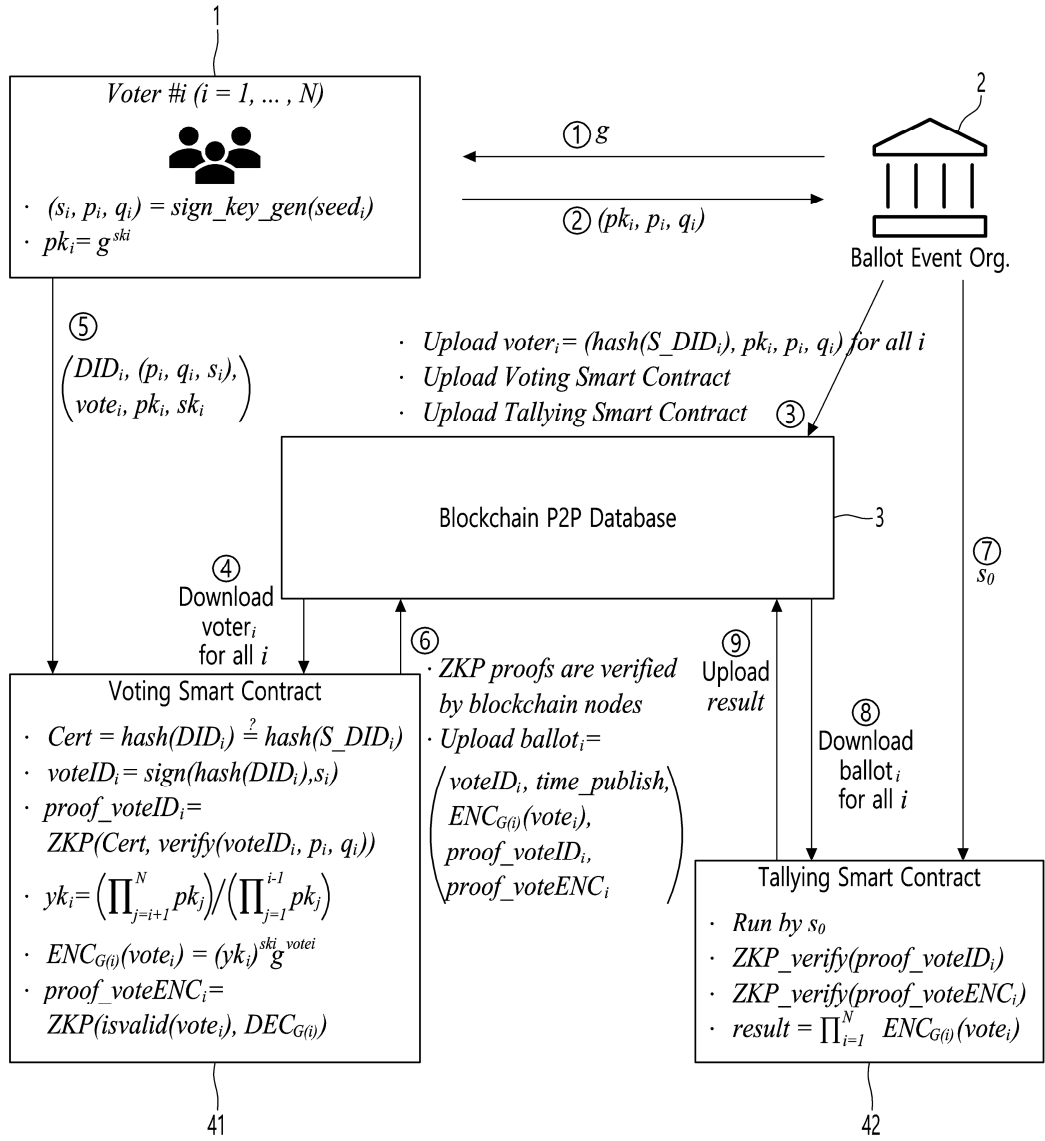 1
Voter #i (i = 1, ... , N)
· (sᵢ, pᵢ, qᵢ) = sign_key_gen(seedᵢ)
· pkᵢ= g^ski
① g
② (pkᵢ, pᵢ, qᵢ)
2
Ballot Event Org.
⑤
(DIDᵢ, (pᵢ, qᵢ, sᵢ),
voteᵢ, pkᵢ, skᵢ)
· Upload voterᵢ= (hash(S_DIDᵢ), pkᵢ, pᵢ, qᵢ) for all i
· Upload Voting Smart Contract
· Upload Tallying Smart Contract
③
Blockchain P2P Database
3
④
Download
voterᵢ
for all i
⑥
· ZKP proofs are verified
by blockchain nodes
· Upload ballotᵢ=
(voteIDᵢ, time_publish,
ENC_G(i)(voteᵢ),
proof_voteIDᵢ,
proof_voteENCᵢ)
⑦
s₀
⑨
Upload
result
⑧
Download
ballotᵢ
for all i
Voting Smart Contract
· Cert = hash(DIDᵢ) ≟ hash(S_DIDᵢ)
· voteIDᵢ= sign(hash(DIDᵢ),sᵢ)
· proof_voteIDᵢ=
ZKP(Cert, verify(voteIDᵢ, pᵢ, qᵢ))
· ykᵢ= (∏_{j=i+1}^{N} pkⱼ)/(∏_{j=1}^{i-1} pkⱼ)
· ENC_G(i)(voteᵢ) = (ykᵢ)^ski g^votei
· proof_voteENCᵢ=
ZKP(isvalid(voteᵢ), DEC_G(i))
41
Tallying Smart Contract
· Run by s₀
· ZKP_verify(proof_voteIDᵢ)
· ZKP_verify(proof_voteENCᵢ)
· result = ∏_{i=1}^{N} ENC_G(i)(voteᵢ)
42